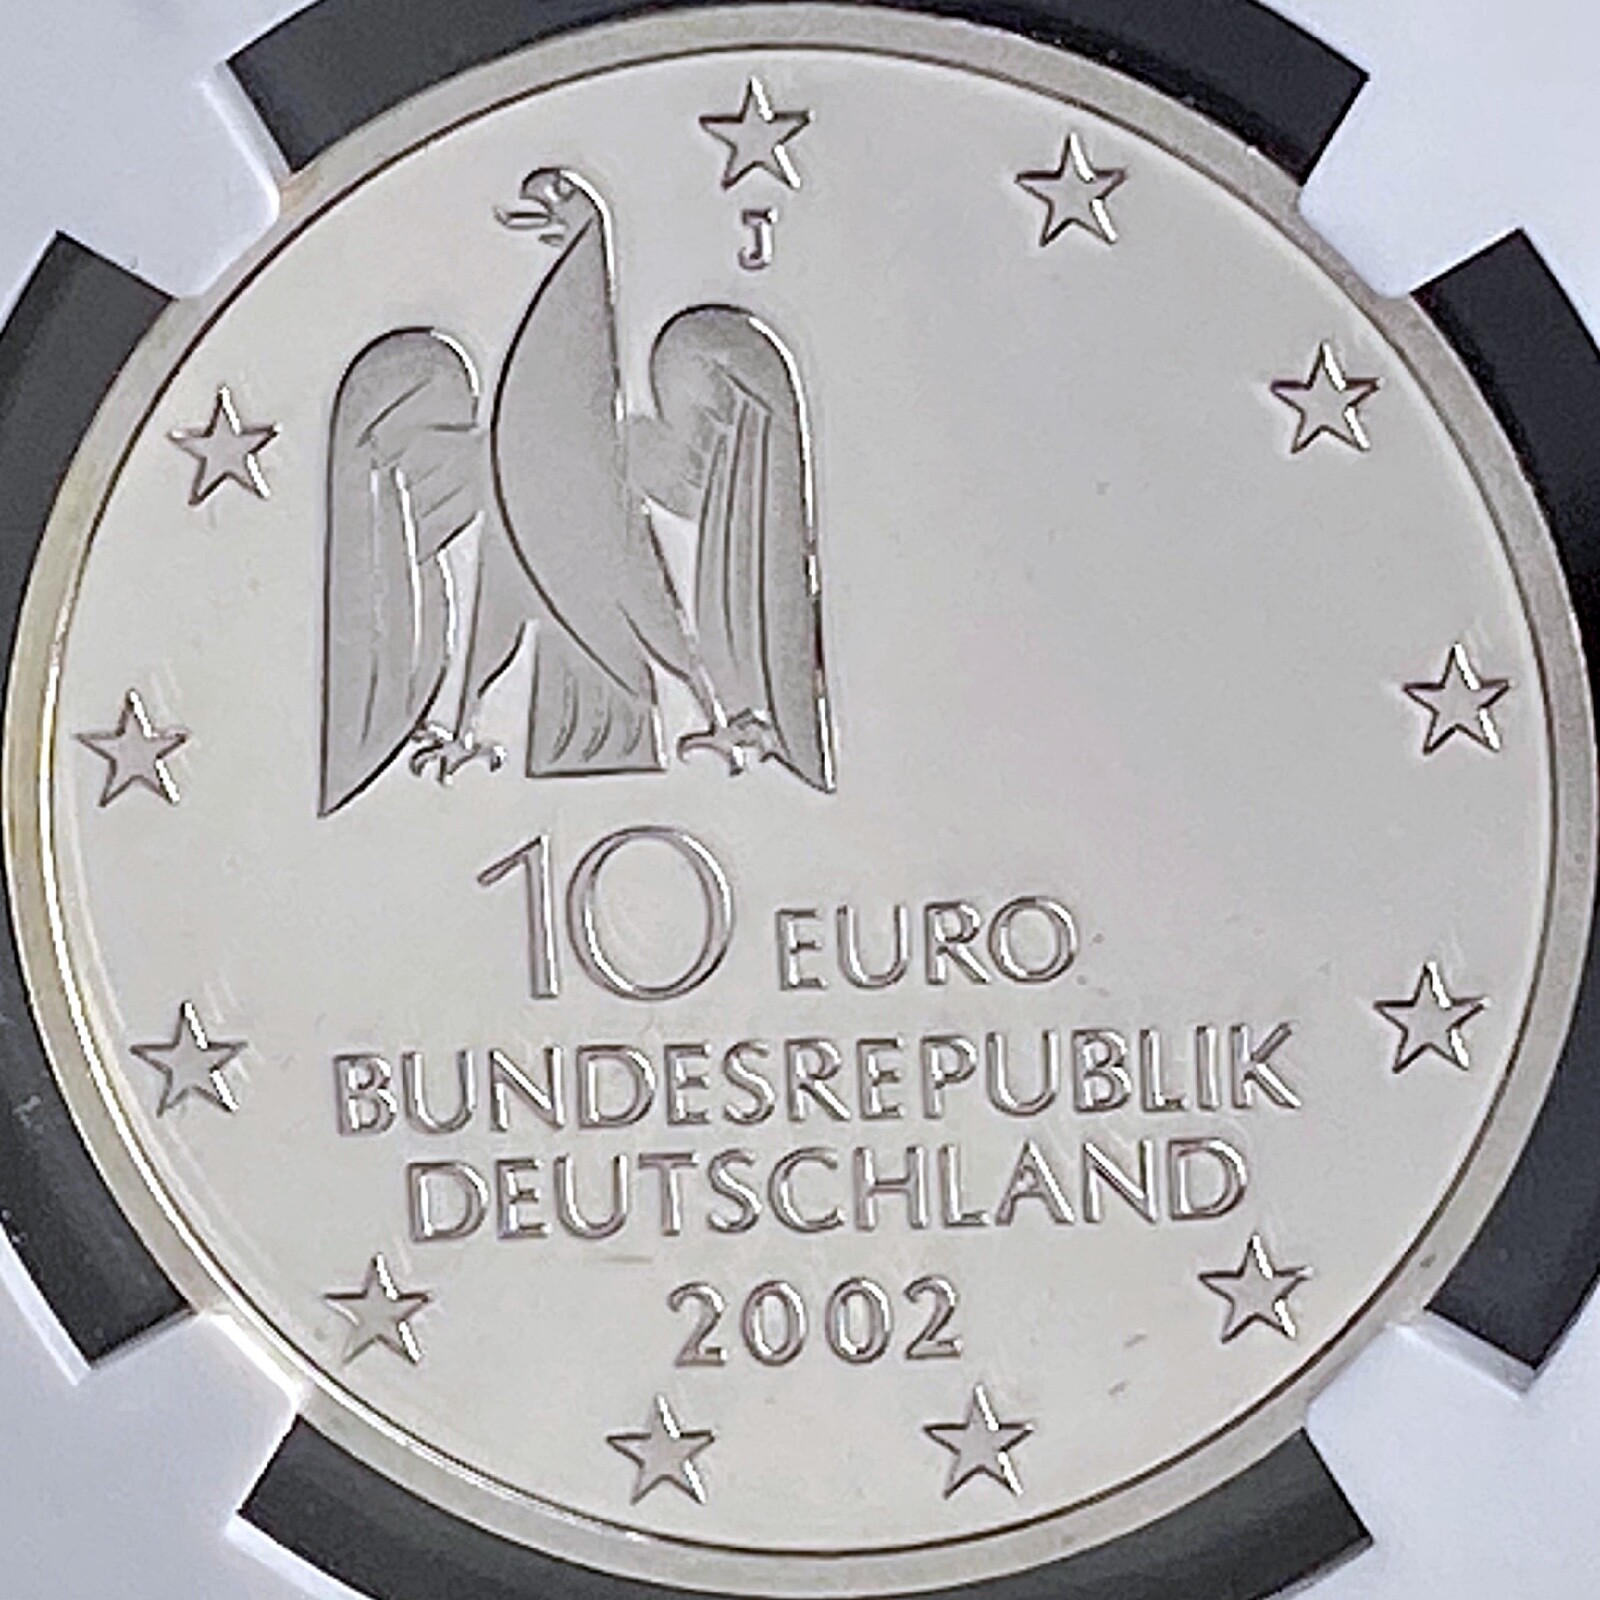 J
10 EURO
BUNDESREPUBLIK
DEUTSCHLAND
2002